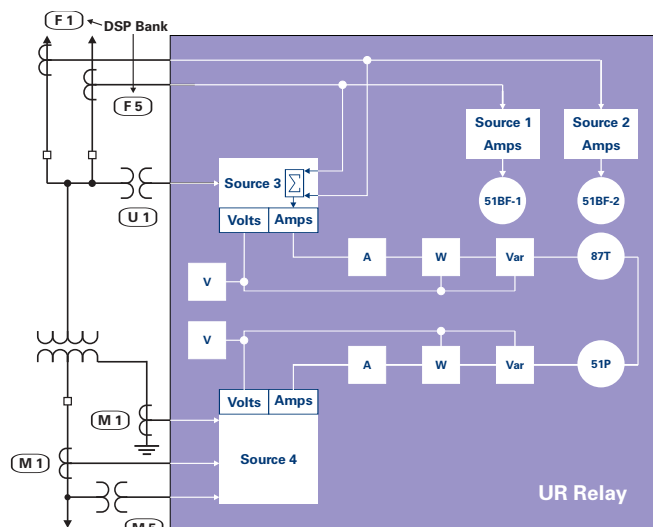 F 1
DSP Bank
F 5
Source 1
Amps
Source 2
Amps
Source 3
Σ
U 1
51BF-1
51BF-2
Volts
Amps
A
W
Var
87T
V
V
A
W
Var
51P
Volts
Amps
M 1
Source 4
M 1
UR Relay
M 5